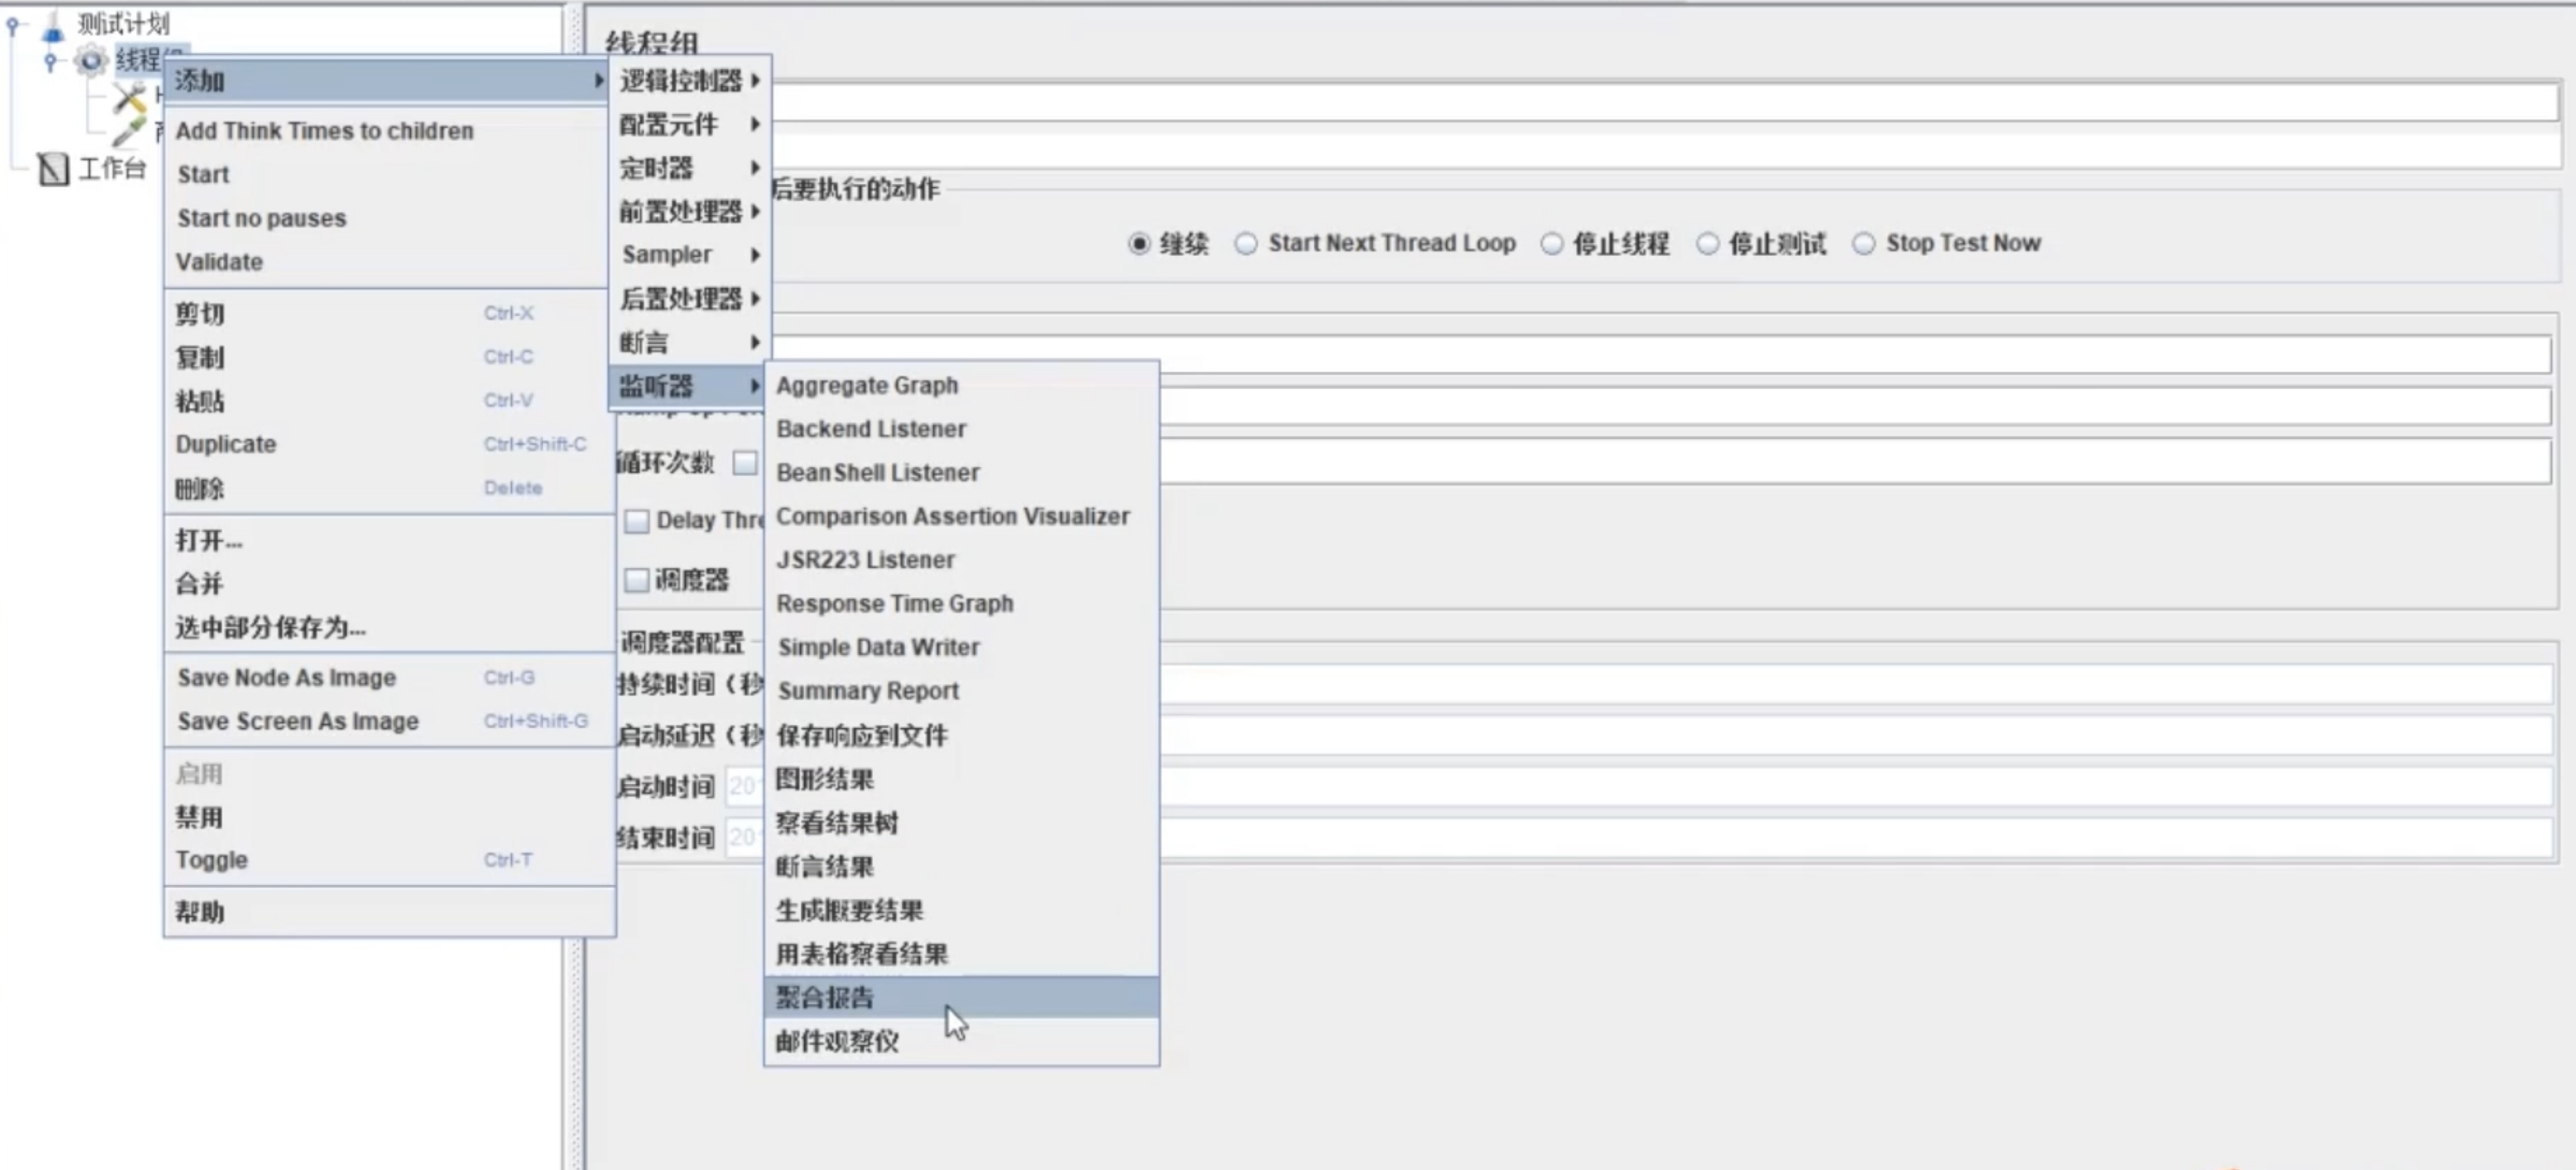 测试计划
线程组
工作台
添加
Add Think Times to children
Start
Start no pauses
Validate
剪切 Ctrl-X
复制 Ctrl-C
粘贴 Ctrl-V
Duplicate Ctrl+Shift-C
删除 Delete
打开...
合并
选中部分保存为...
Save Node As Image Ctrl-G
Save Screen As Image Ctrl+Shift-G
启用
禁用
Toggle Ctrl-T
帮助
逻辑控制器
配置元件
定时器
前置处理器
Sampler
后置处理器
断言
监听器
Aggregate Graph
Backend Listener
BeanShell Listener
Comparison Assertion Visualizer
JSR223 Listener
Response Time Graph
Simple Data Writer
Summary Report
保存响应到文件
图形结果
察看结果树
断言结果
生成概要结果
用表格察看结果
聚合报告
邮件观察仪
线程组
后要执行的动作
继续 Start Next Thread Loop 停止线程 停止测试 Stop Test Now
循环次数
Delay Thre
调度器
调度器配置
持续时间（秒
启动延迟（秒
启动时间 20
结束时间 20